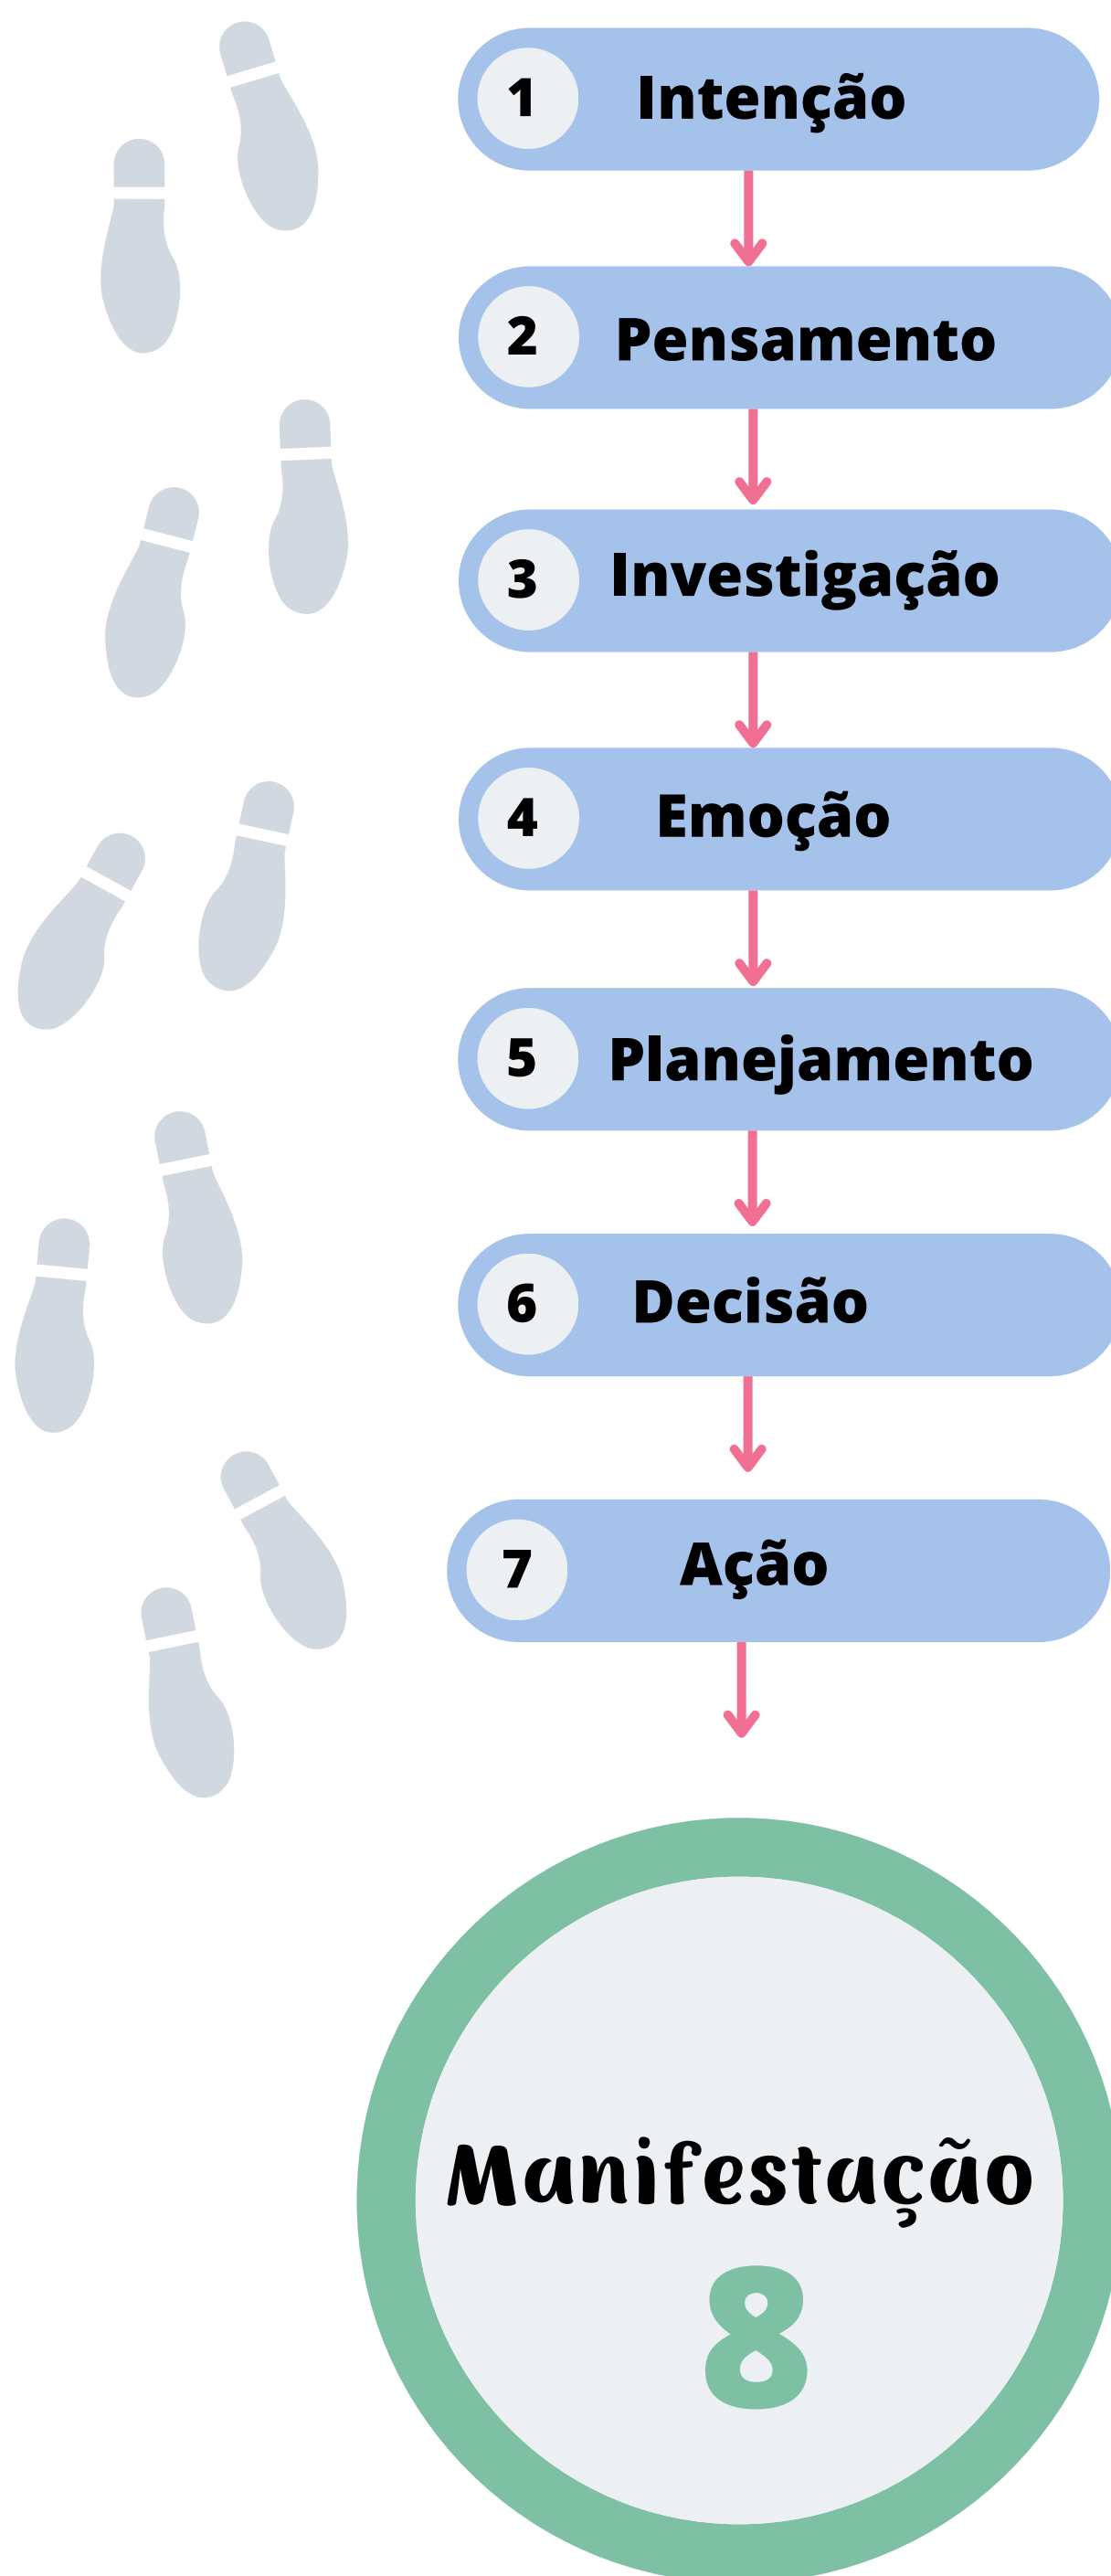 1 Intenção
2 Pensamento
3 Investigação
4 Emoção
5 Planejamento
6 Decisão
7 Ação
Manifestação
8